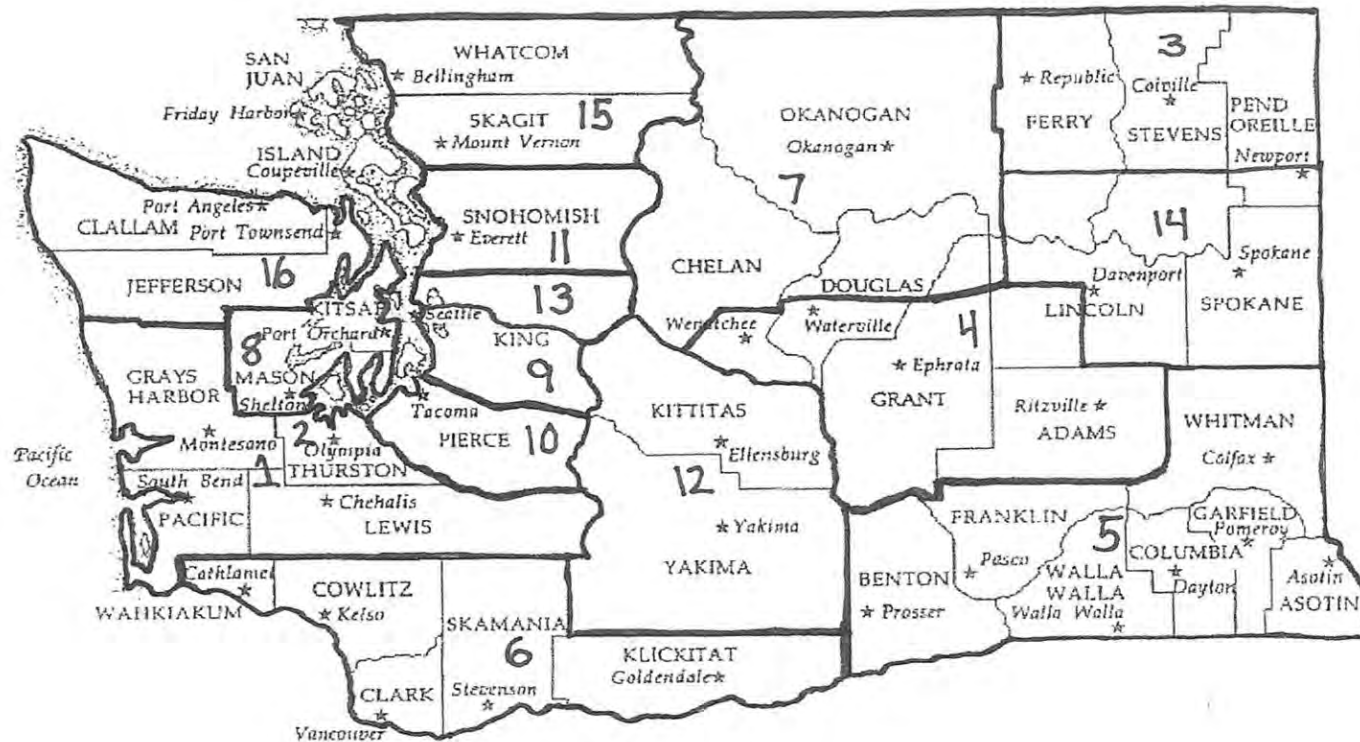 SAN
JUAN
Friday Harbor
ISLAND
Coupeville
WHATCOM
Bellingham
SKAGIT 15
Mount Vernon
OKANOGAN
Okanogan
7
Republic
FERRY
3
Colville
STEVENS
PEND
OREILLE
Newport
Port Angeles
CLALLAM
Port Townsend
16
JEFFERSON
SNOHOMISH
Everett
11
CHELAN
DOUGLAS
Wenatchee
Waterville
14
Davenport
LINCOLN
Spokane
SPOKANE
KITSAP
Port Orchard
Seattle
13
KING
9
8
MASON
Shelton
GRAYS
HARBOR
Montesano
2
Olympia
THURSTON
Tacoma
PIERCE 10
4
Ephrata
GRANT
Ritzville
ADAMS
KITTITAS
Ellensburg
12
Yakima
YAKIMA
WHITMAN
Colfax
Pacific
Ocean
South Bend
1
PACIFIC
Chehalis
LEWIS
Cathlamet
WAHKIAKUM
COWLITZ
Kelso
SKAMANIA
6
Stevenson
CLARK
Vancouver
KLICKITAT
Goldendale
BENTON
Prosser
FRANKLIN
Pasco
5
WALLA
WALLA
Walla Walla
GARFIELD
Pomeroy
COLUMBIA
Dayton
Asotin
ASOTIN